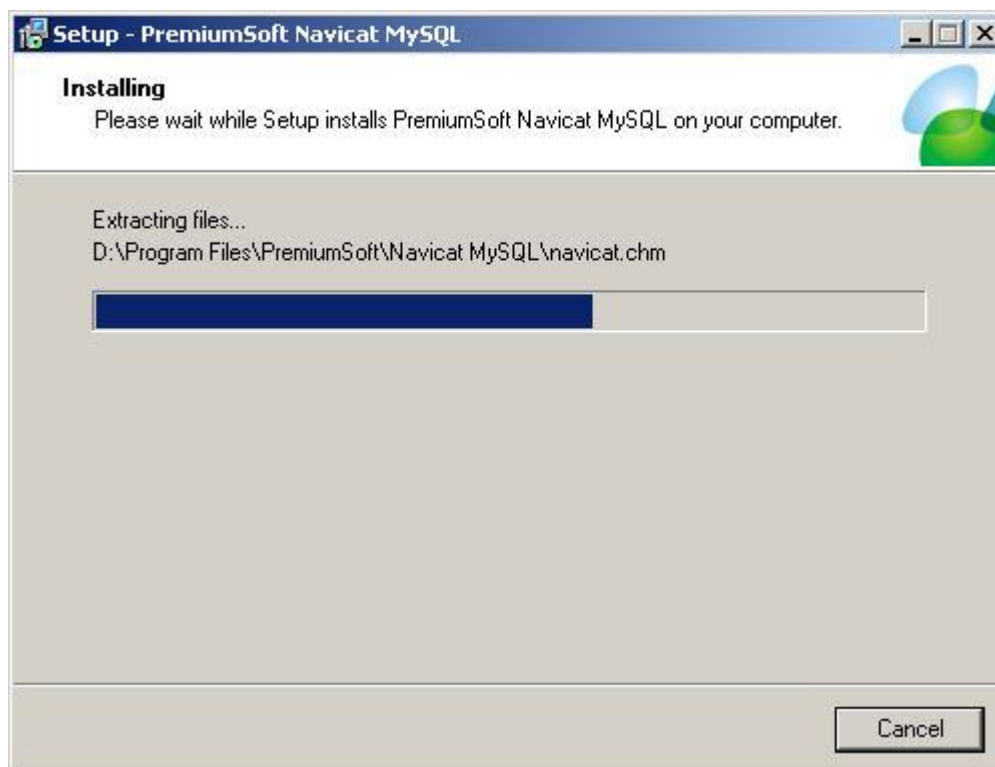 Setup - PremiumSoft Navicat MySQL
Installing
Please wait while Setup installs PremiumSoft Navicat MySQL on your computer.
Extracting files...
D:\Program Files\PremiumSoft\Navicat MySQL\navicat.chm
Cancel